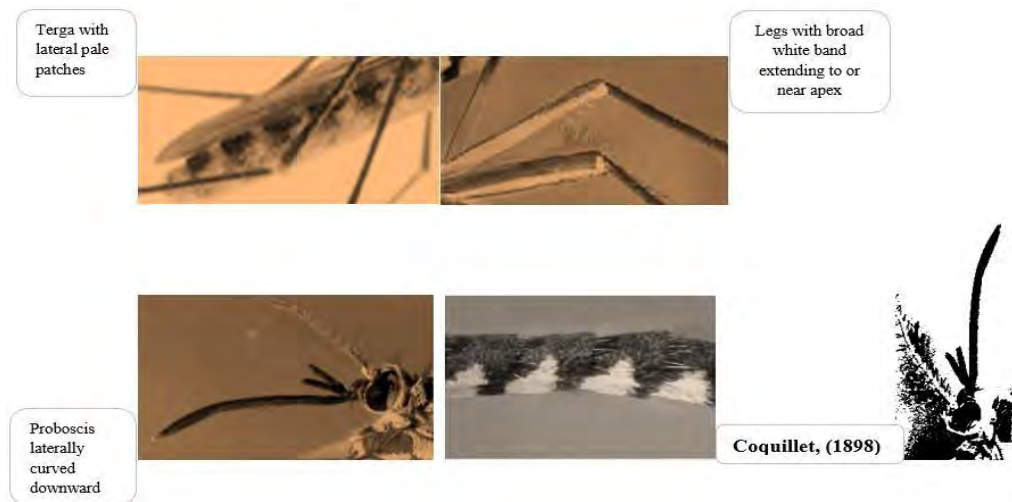 Terga with
lateral pale
patches
Legs with broad
white band
extending to or
near apex
Proboscis
laterally
curved
downward
Coquillet, (1898)